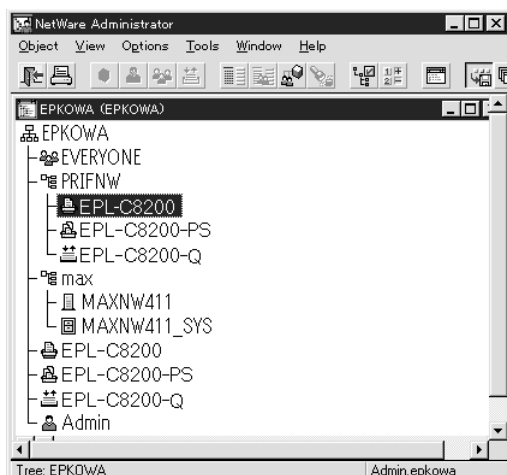 NetWare Administrator
Object View Options Tools Window Help
EPKOWA (EPKOWA)
EPKOWA
EVERYONE
PRIFNW
EPL-C8200
EPL-C8200-PS
EPL-C8200-Q
max
MAXNW411
MAXNW411_SYS
EPL-C8200
EPL-C8200-PS
EPL-C8200-Q
Admin
Tree: EPKOWA Admin.epkowa